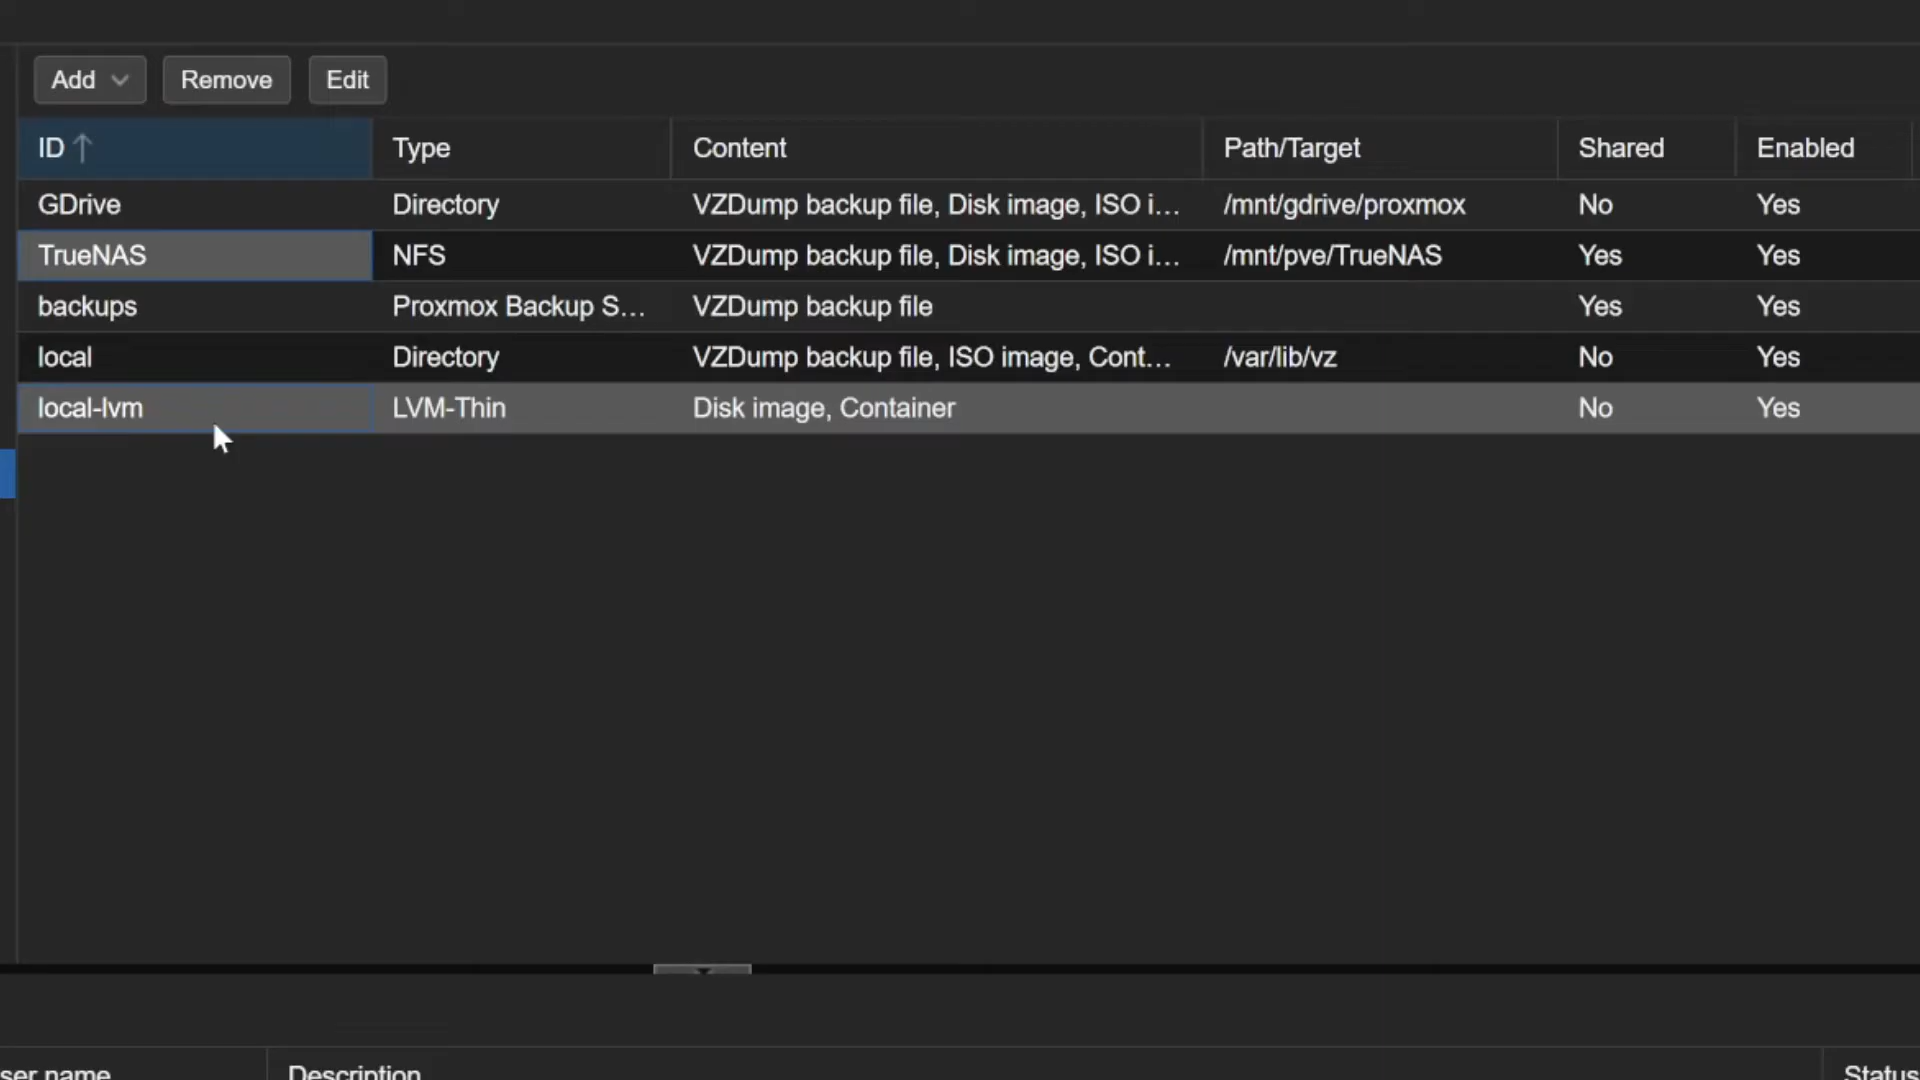 Add Remove Edit
ID Type Content Path/Target Shared Enabled
GDrive Directory VZDump backup file, Disk image, ISO i... /mnt/gdrive/proxmox No Yes
TrueNAS NFS VZDump backup file, Disk image, ISO i... /mnt/pve/TrueNAS Yes Yes
backups Proxmox Backup S... VZDump backup file Yes Yes
local Directory VZDump backup file, ISO image, Cont... /var/lib/vz No Yes
local-lvm LVM-Thin Disk image, Container No Yes
ser name Description Status